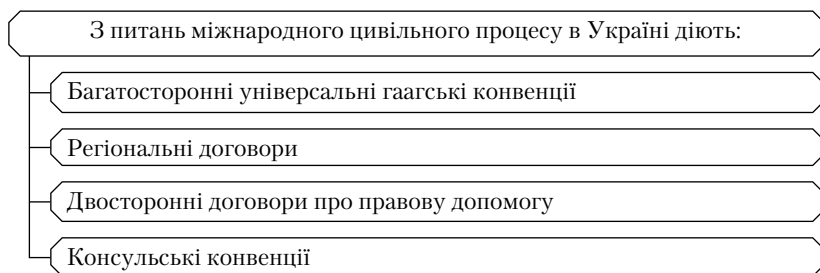 З питань міжнародного цивільного процесу в Україні діють:
Багатосторонні універсальні гаагські конвенції
Регіональні договори
Двосторонні договори про правову допомогу
Консульські конвенції